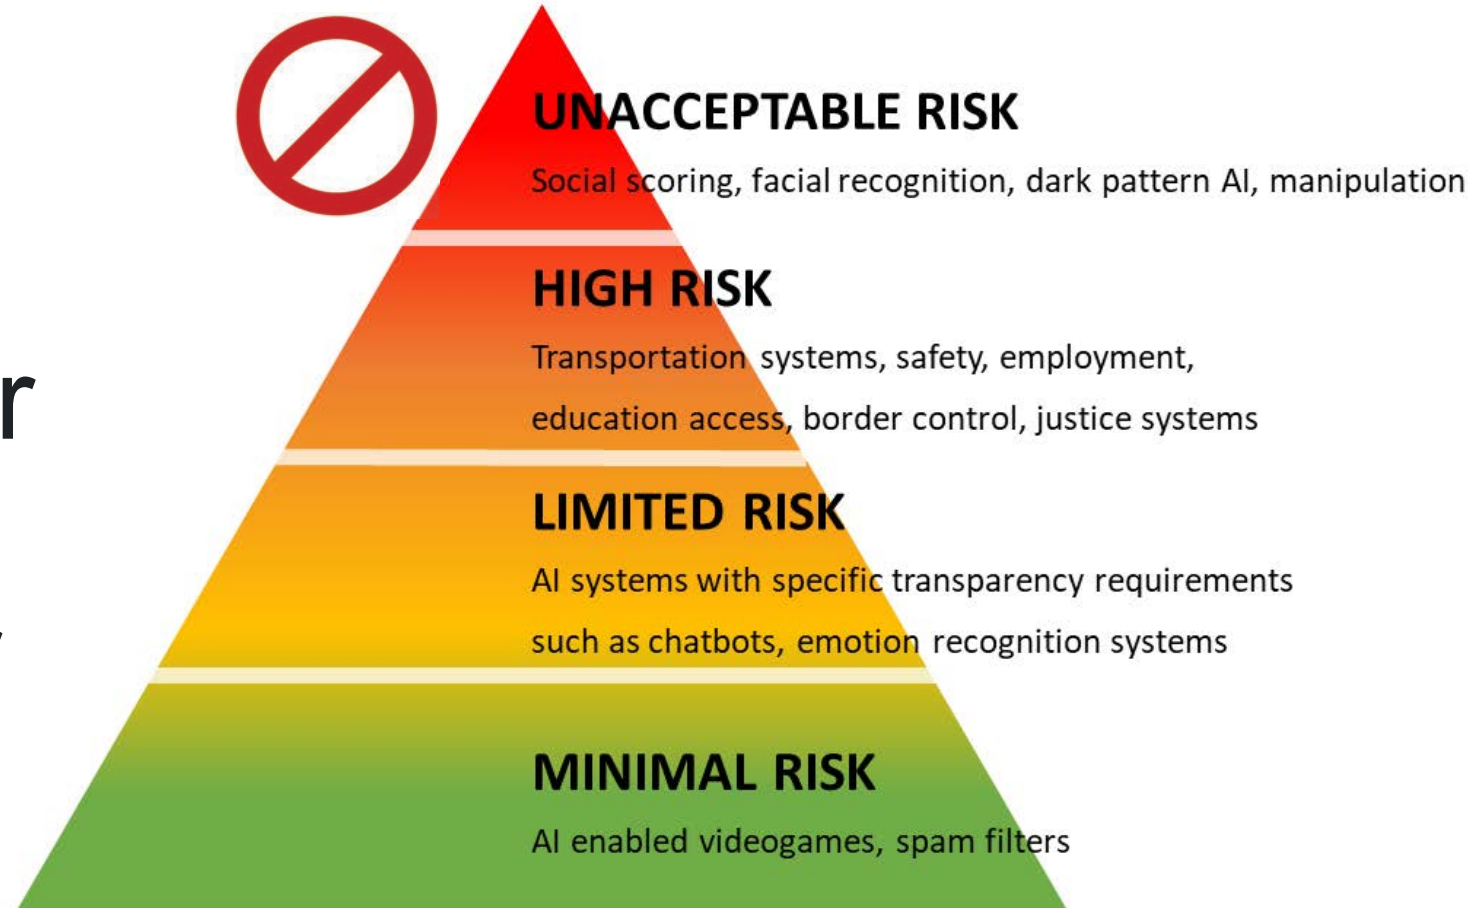 UNACCEPTABLE RISK
Social scoring, facial recognition, dark pattern AI, manipulation
HIGH RISK
Transportation systems, safety, employment,
education access, border control, justice systems
r
LIMITED RISK
AI systems with specific transparency requirements
such as chatbots, emotion recognition systems
MINIMAL RISK
AI enabled videogames, spam filters